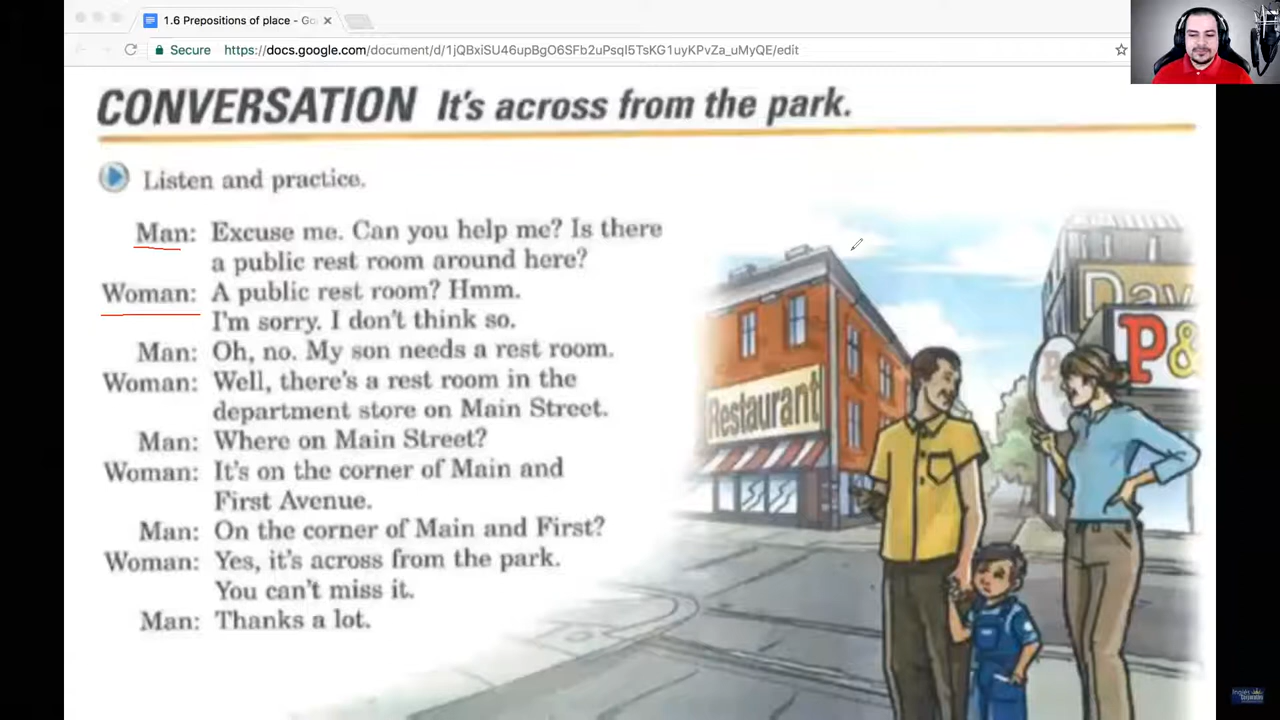 1.6 Prepositions of place - Go
Secure https://docs.google.com/document/d/1jQBxiSU46upBgO6SFb2uPsqI5TsKG1uyKPvZa_uMyQE/edit
CONVERSATION It's across from the park.
Listen and practice.
Man: Excuse me. Can you help me? Is there
a public rest room around here?
Woman: A public rest room? Hmm.
I'm sorry. I don't think so.
Man: Oh, no. My son needs a rest room.
Woman: Well, there's a rest room in the
department store on Main Street.
Man: Where on Main Street?
Woman: It's on the corner of Main and
First Avenue.
Man: On the corner of Main and First?
Woman: Yes, it's across from the park.
You can't miss it.
Man: Thanks a lot.
Restaurant
Dav
P&
P